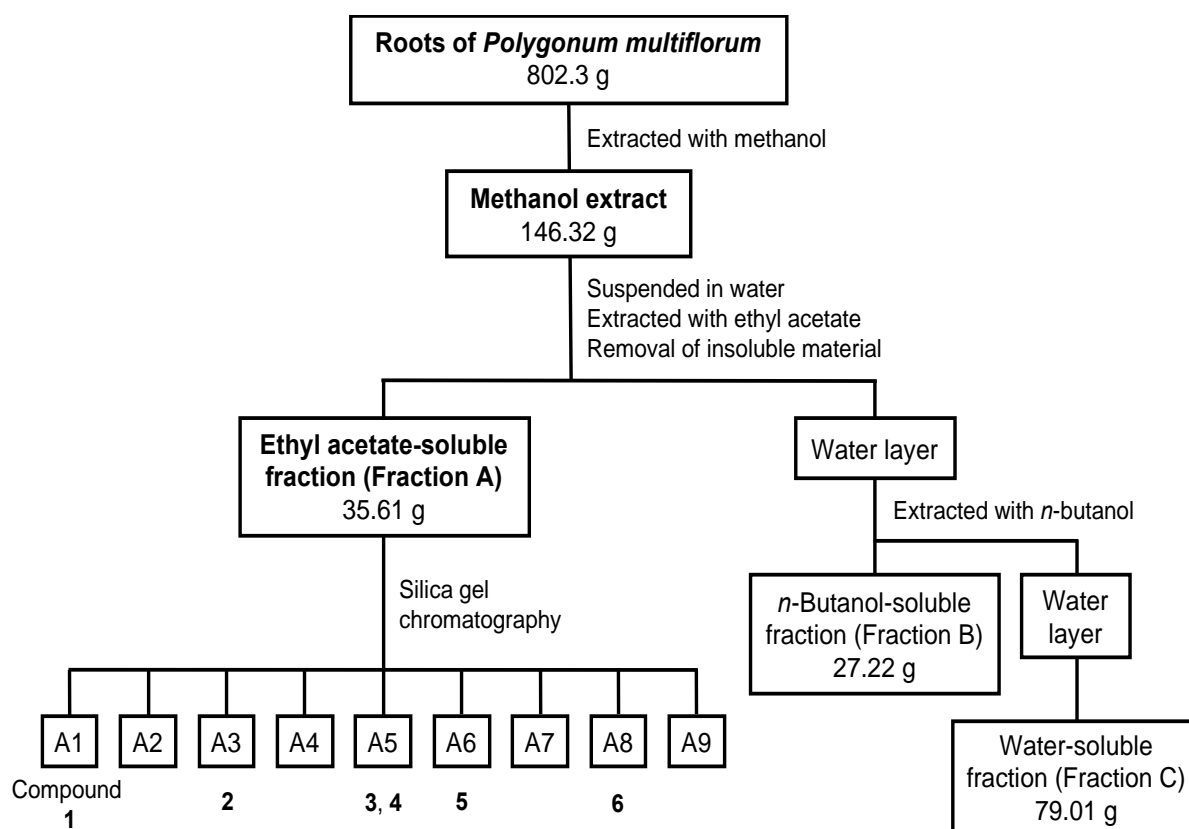 Roots of Polygonum multiflorum
802.3 g
Extracted with methanol
Methanol extract
146.32 g
Suspended in water
Extracted with ethyl acetate
Removal of insoluble material
Ethyl acetate-soluble
fraction (Fraction A)
35.61 g
Water layer
Extracted with n-butanol
Silica gel
chromatography
n-Butanol-soluble
fraction (Fraction B)
27.22 g
Water
layer
A1 A2 A3 A4 A5 A6 A7 A8 A9
Water-soluble
fraction (Fraction C)
79.01 g
Compound
1 2 3, 4 5 6